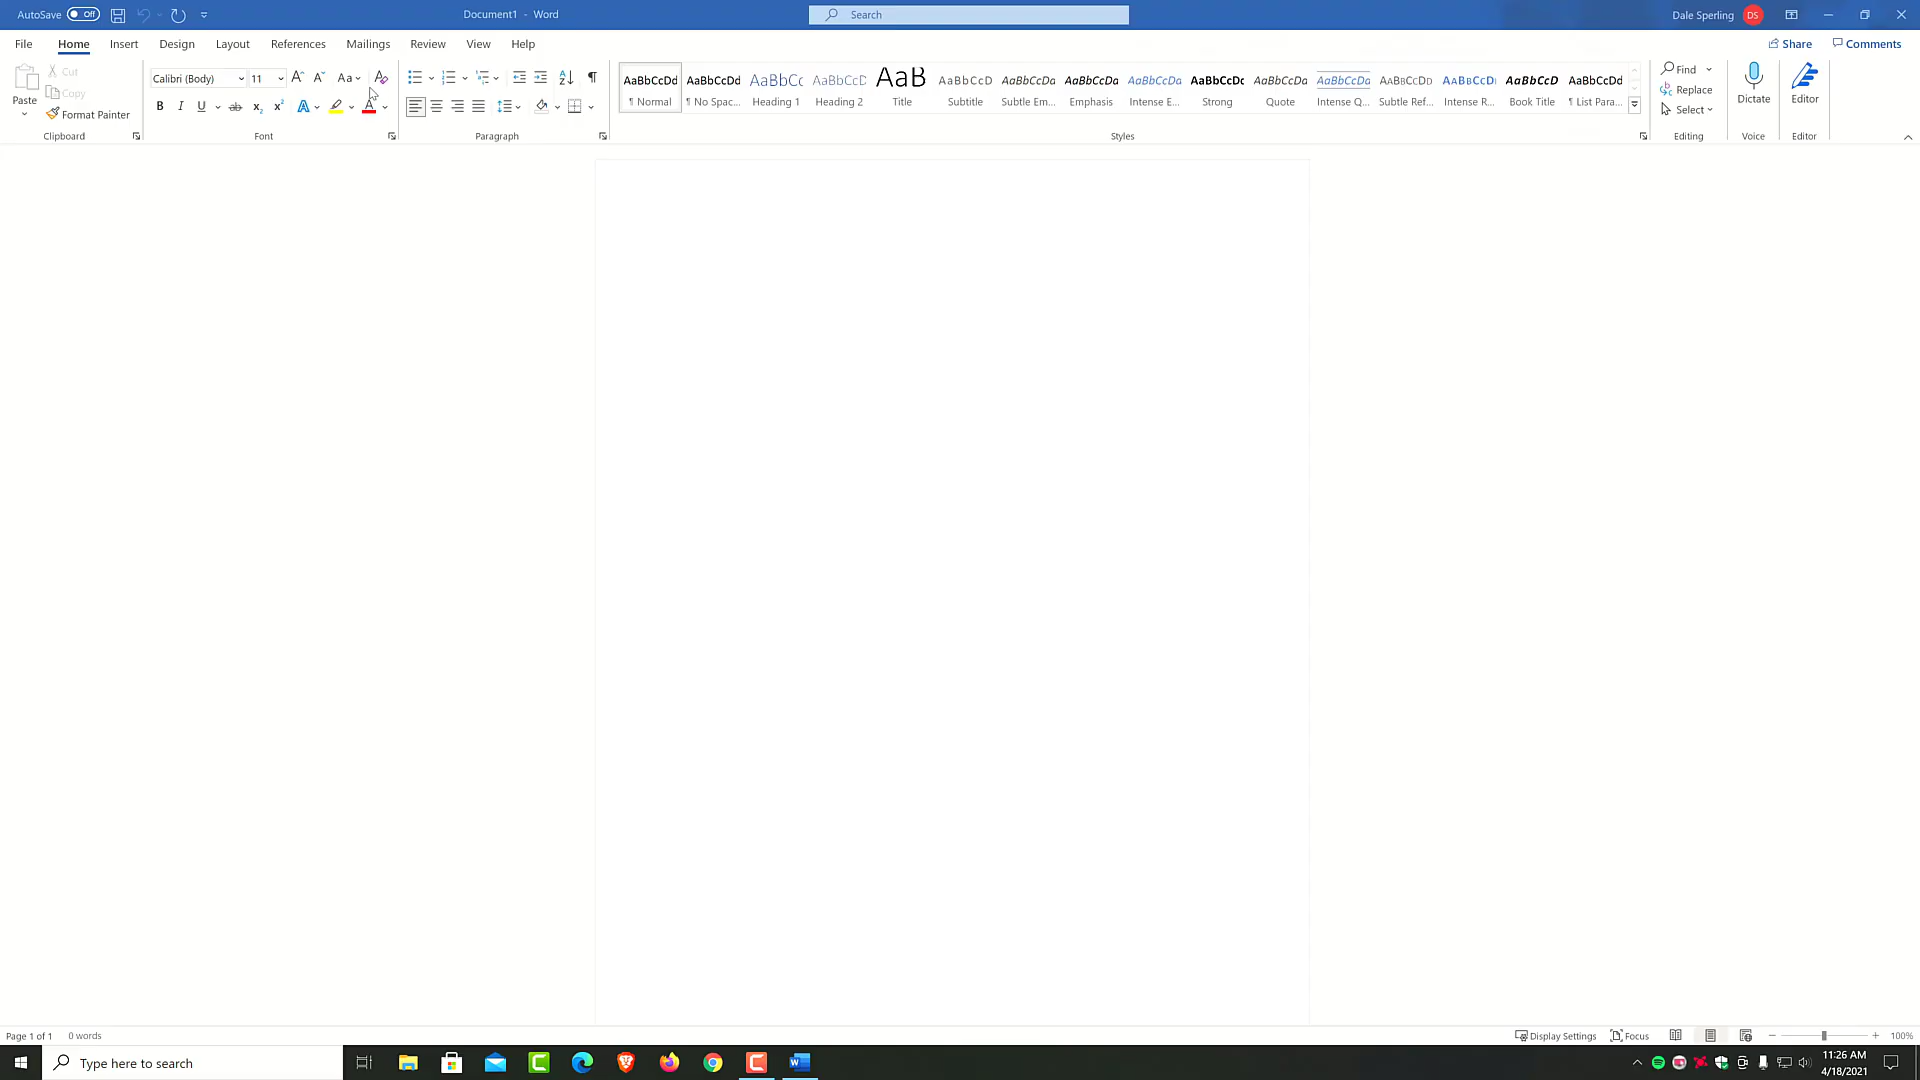 AutoSave Off Document1 - Word Search Dale Sperling DS
File Home Insert Design Layout References Mailings Review View Help Share Comments
Paste
Cut
Copy
Format Painter
Clipboard
Calibri (Body) 11
Font
Paragraph
AaBbCcDd AaBbCcDd AaBbCc AaBbCcD AaB AaBbCcD AaBbCcDa AaBbCcDa AaBbCcDa AaBbCcDc AaBbCcDa AaBbCcDa AaBbCcDd AaBbCcD AaBbCcD AaBbCcDd
¶ Normal ¶ No Spac... Heading 1 Heading 2 Title Subtitle Subtle Em... Emphasis Intense E... Strong Quote Intense Q... Subtle Ref... Intense R... Book Title ¶ List Para...
Styles
Find
Replace
Select
Editing
Dictate
Voice
Editor
Editor
Page 1 of 1 0 words Display Settings Focus 100%
Type here to search
11:26 AM
4/18/2021